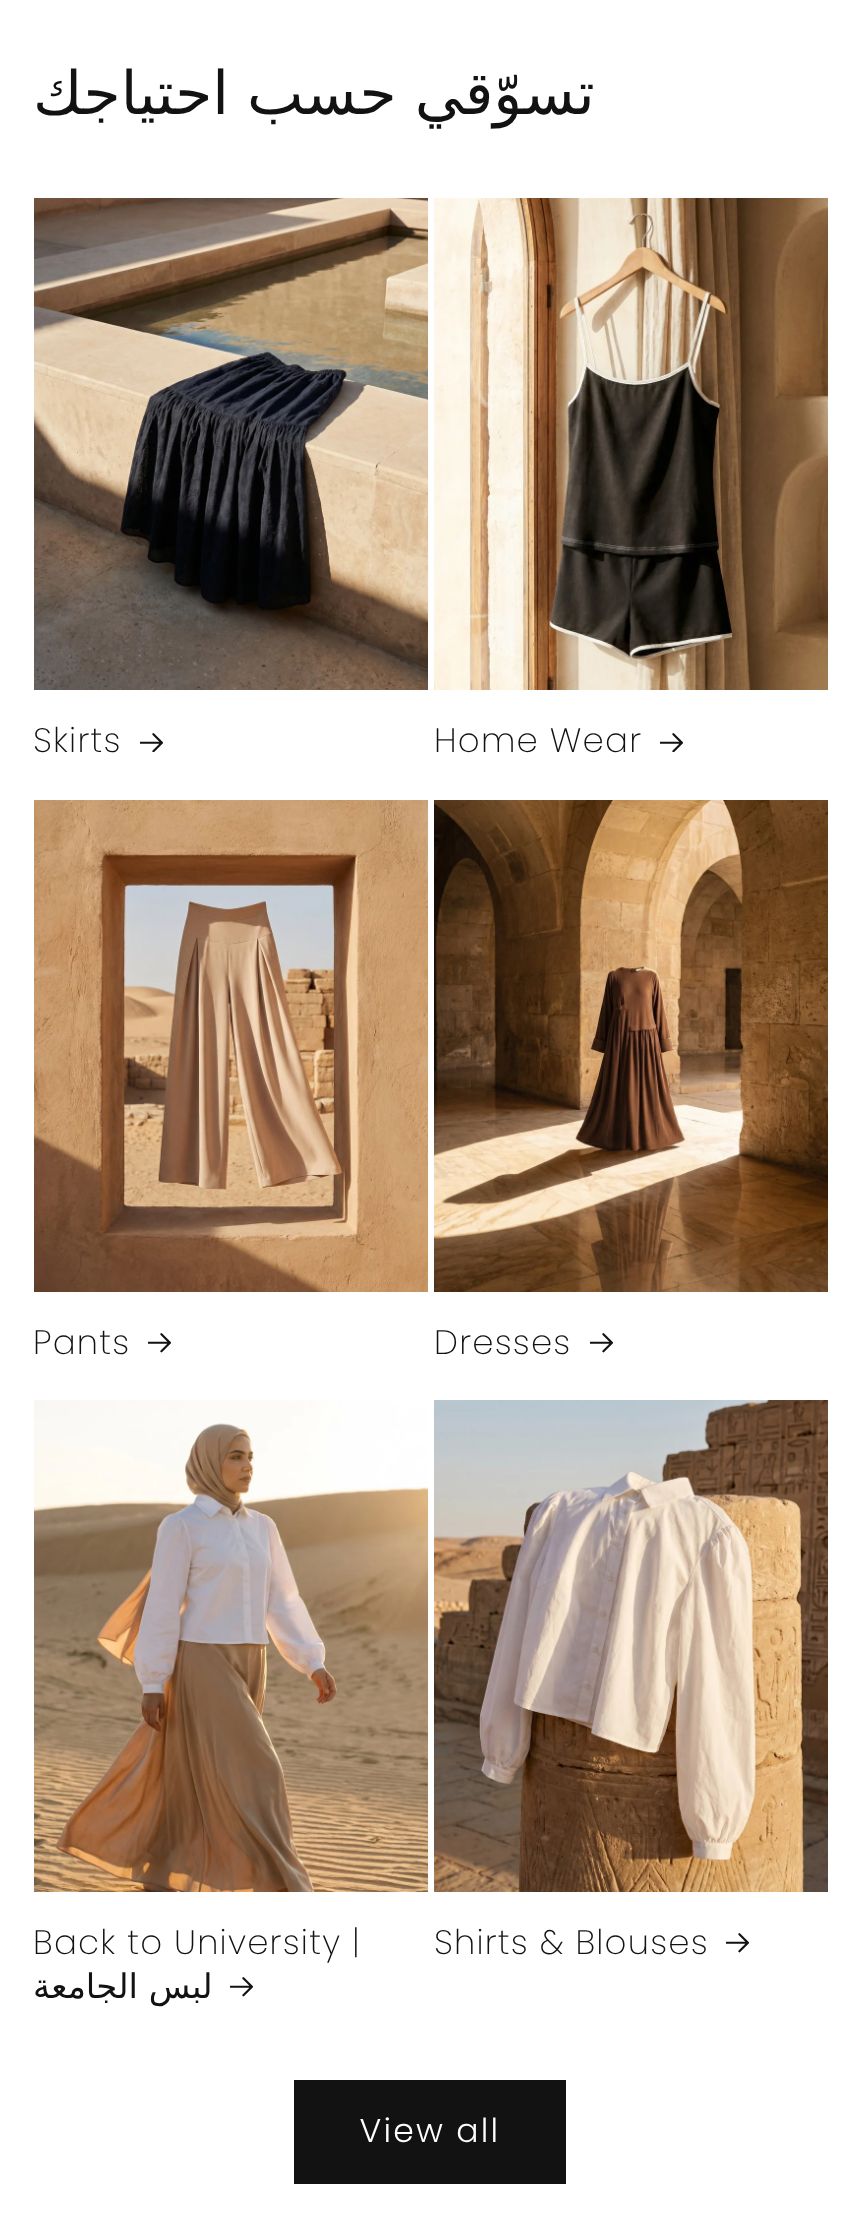 تسوّقي حسب احتياجك
Skirts →
Home Wear →
Pants →
Dresses →
Back to University |
لبس الجامعة →
Shirts & Blouses →
View all